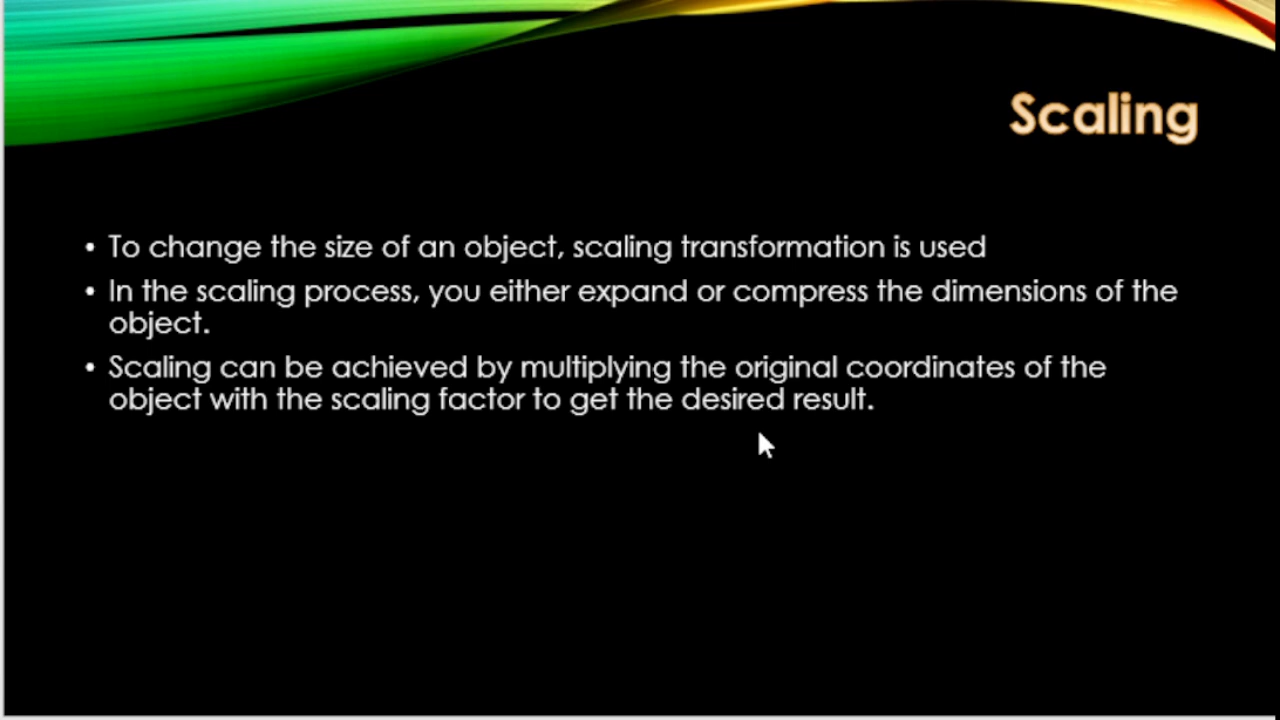 Scaling
• To change the size of an object, scaling transformation is used
• In the scaling process, you either expand or compress the dimensions of the
object.
• Scaling can be achieved by multiplying the original coordinates of the
object with the scaling factor to get the desired result.